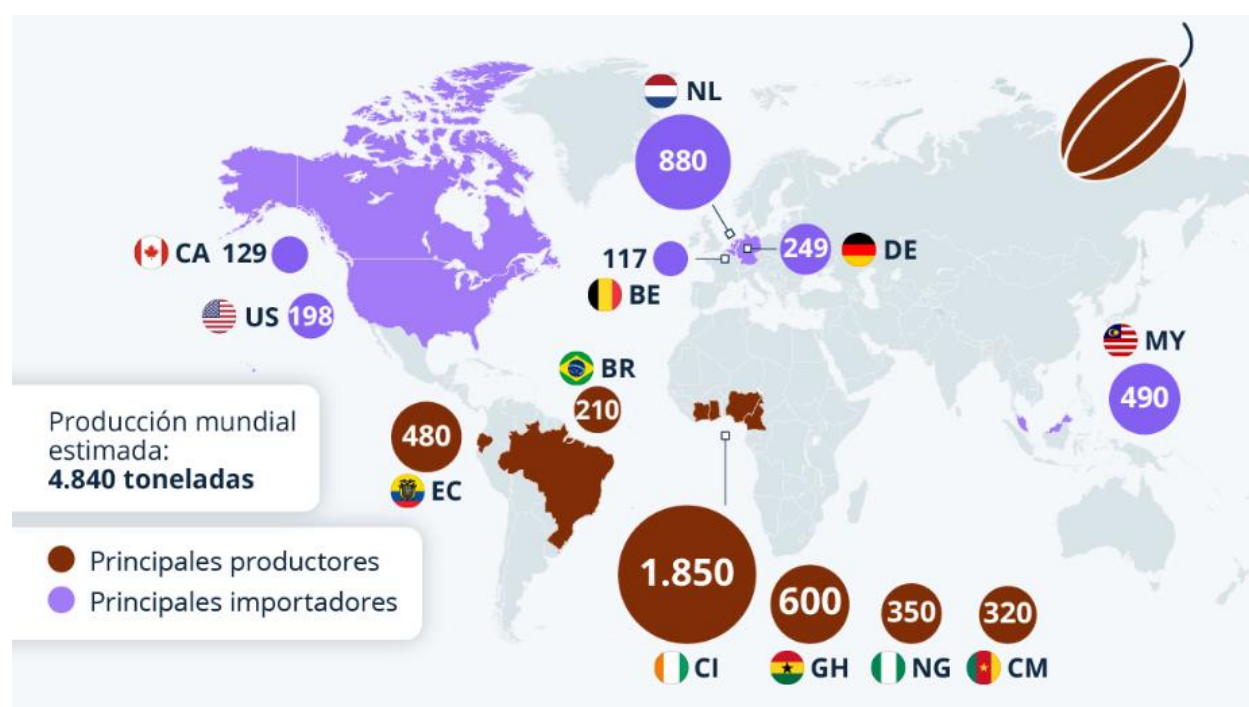 NL
880
CA 129
117
249 DE
BE
US 198
BR
210
MY
490
480
EC
Producción mundial
estimada:
4.840 toneladas
Principales productores
Principales importadores
1.850
600
350
320
CI
GH
NG
CM